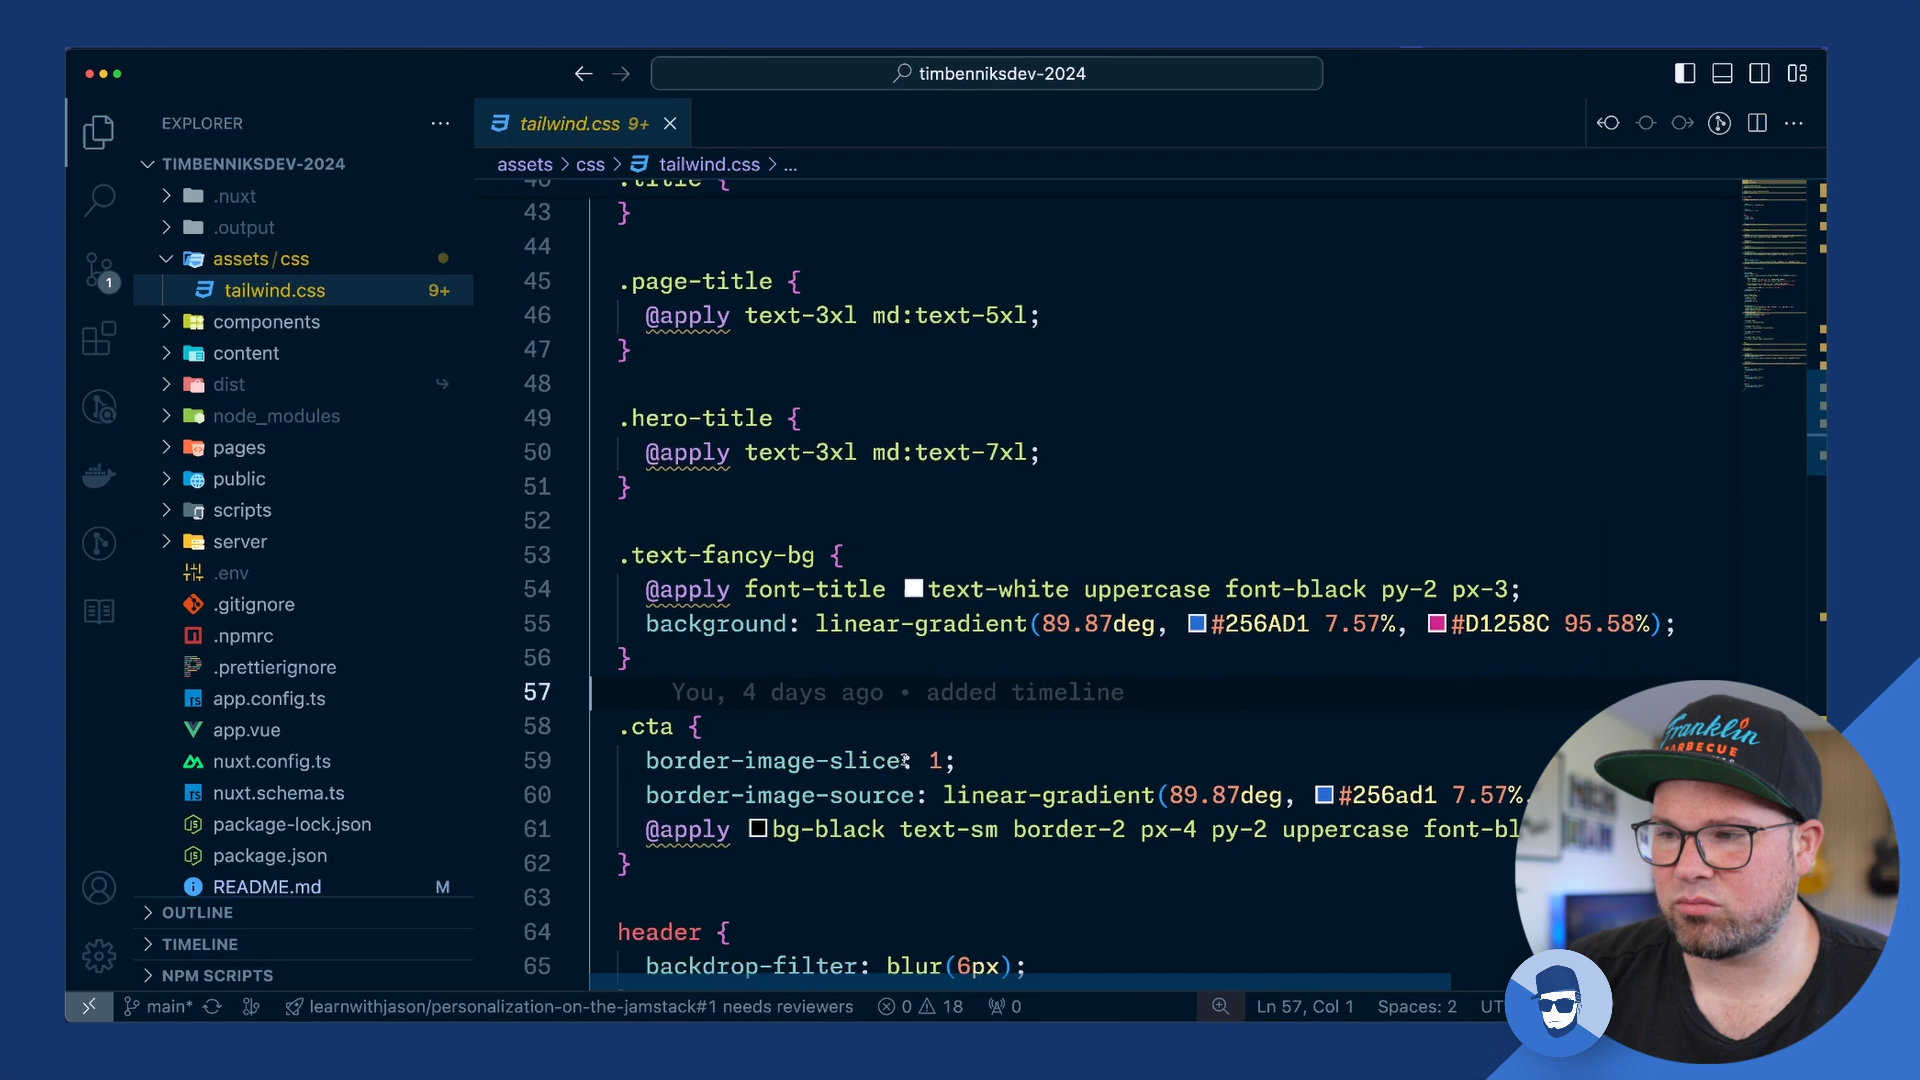 timbenniksdev-2024
EXPLORER
TIMBENNIKSDEV-2024
.nuxt
.output
assets/css
tailwind.css 9+
components
content
dist
node_modules
pages
public
scripts
server
.env
.gitignore
.npmrc
.prettierignore
app.config.ts
app.vue
nuxt.config.ts
nuxt.schema.ts
package-lock.json
package.json
README.md M
OUTLINE
TIMELINE
NPM SCRIPTS
1
tailwind.css 9+
assets > css > tailwind.css > ...
.title {
43 }
44
45 .page-title {
46 @apply text-3xl md:text-5xl;
47 }
48
49 .hero-title {
50 @apply text-3xl md:text-7xl;
51 }
52
53 .text-fancy-bg {
54 @apply font-title text-white uppercase font-black py-2 px-3;
55 background: linear-gradient(89.87deg, #256AD1 7.57%, #D1258C 95.58%);
56 }
57 You, 4 days ago • added timeline
58 .cta {
59 border-image-slice: 1;
60 border-image-source: linear-gradient(89.87deg, #256ad1 7.57%,
61 @apply bg-black text-sm border-2 px-4 py-2 uppercase font-bl
62 }
63
64 header {
65 backdrop-filter: blur(6px);
Franklin
BARBECUE
main* learnwithjason/personalization-on-the-jamstack#1 needs reviewers 0 18 0 Ln 57, Col 1 Spaces: 2 UT